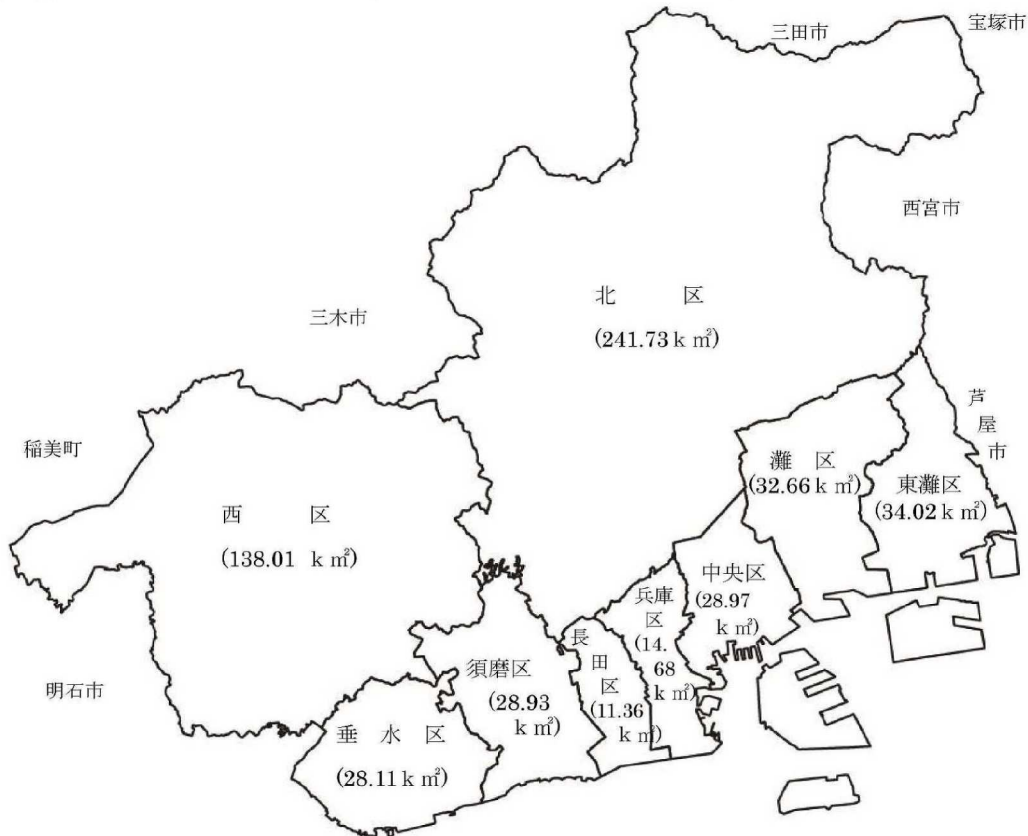 宝塚市
三田市
西宮市
北 区
(241.73 k ㎡)
三木市
芦屋市
稲美町
灘 区
(32.66 k ㎡)
東灘区
(34.02 k ㎡)
西 区
(138.01 k ㎡)
中央区
(28.97
k ㎡)
兵庫
区
(14.
68
k ㎡)
長
田
区
(11.36
k ㎡)
須磨区
(28.93
k ㎡)
明石市
垂 水 区
(28.11 k ㎡)